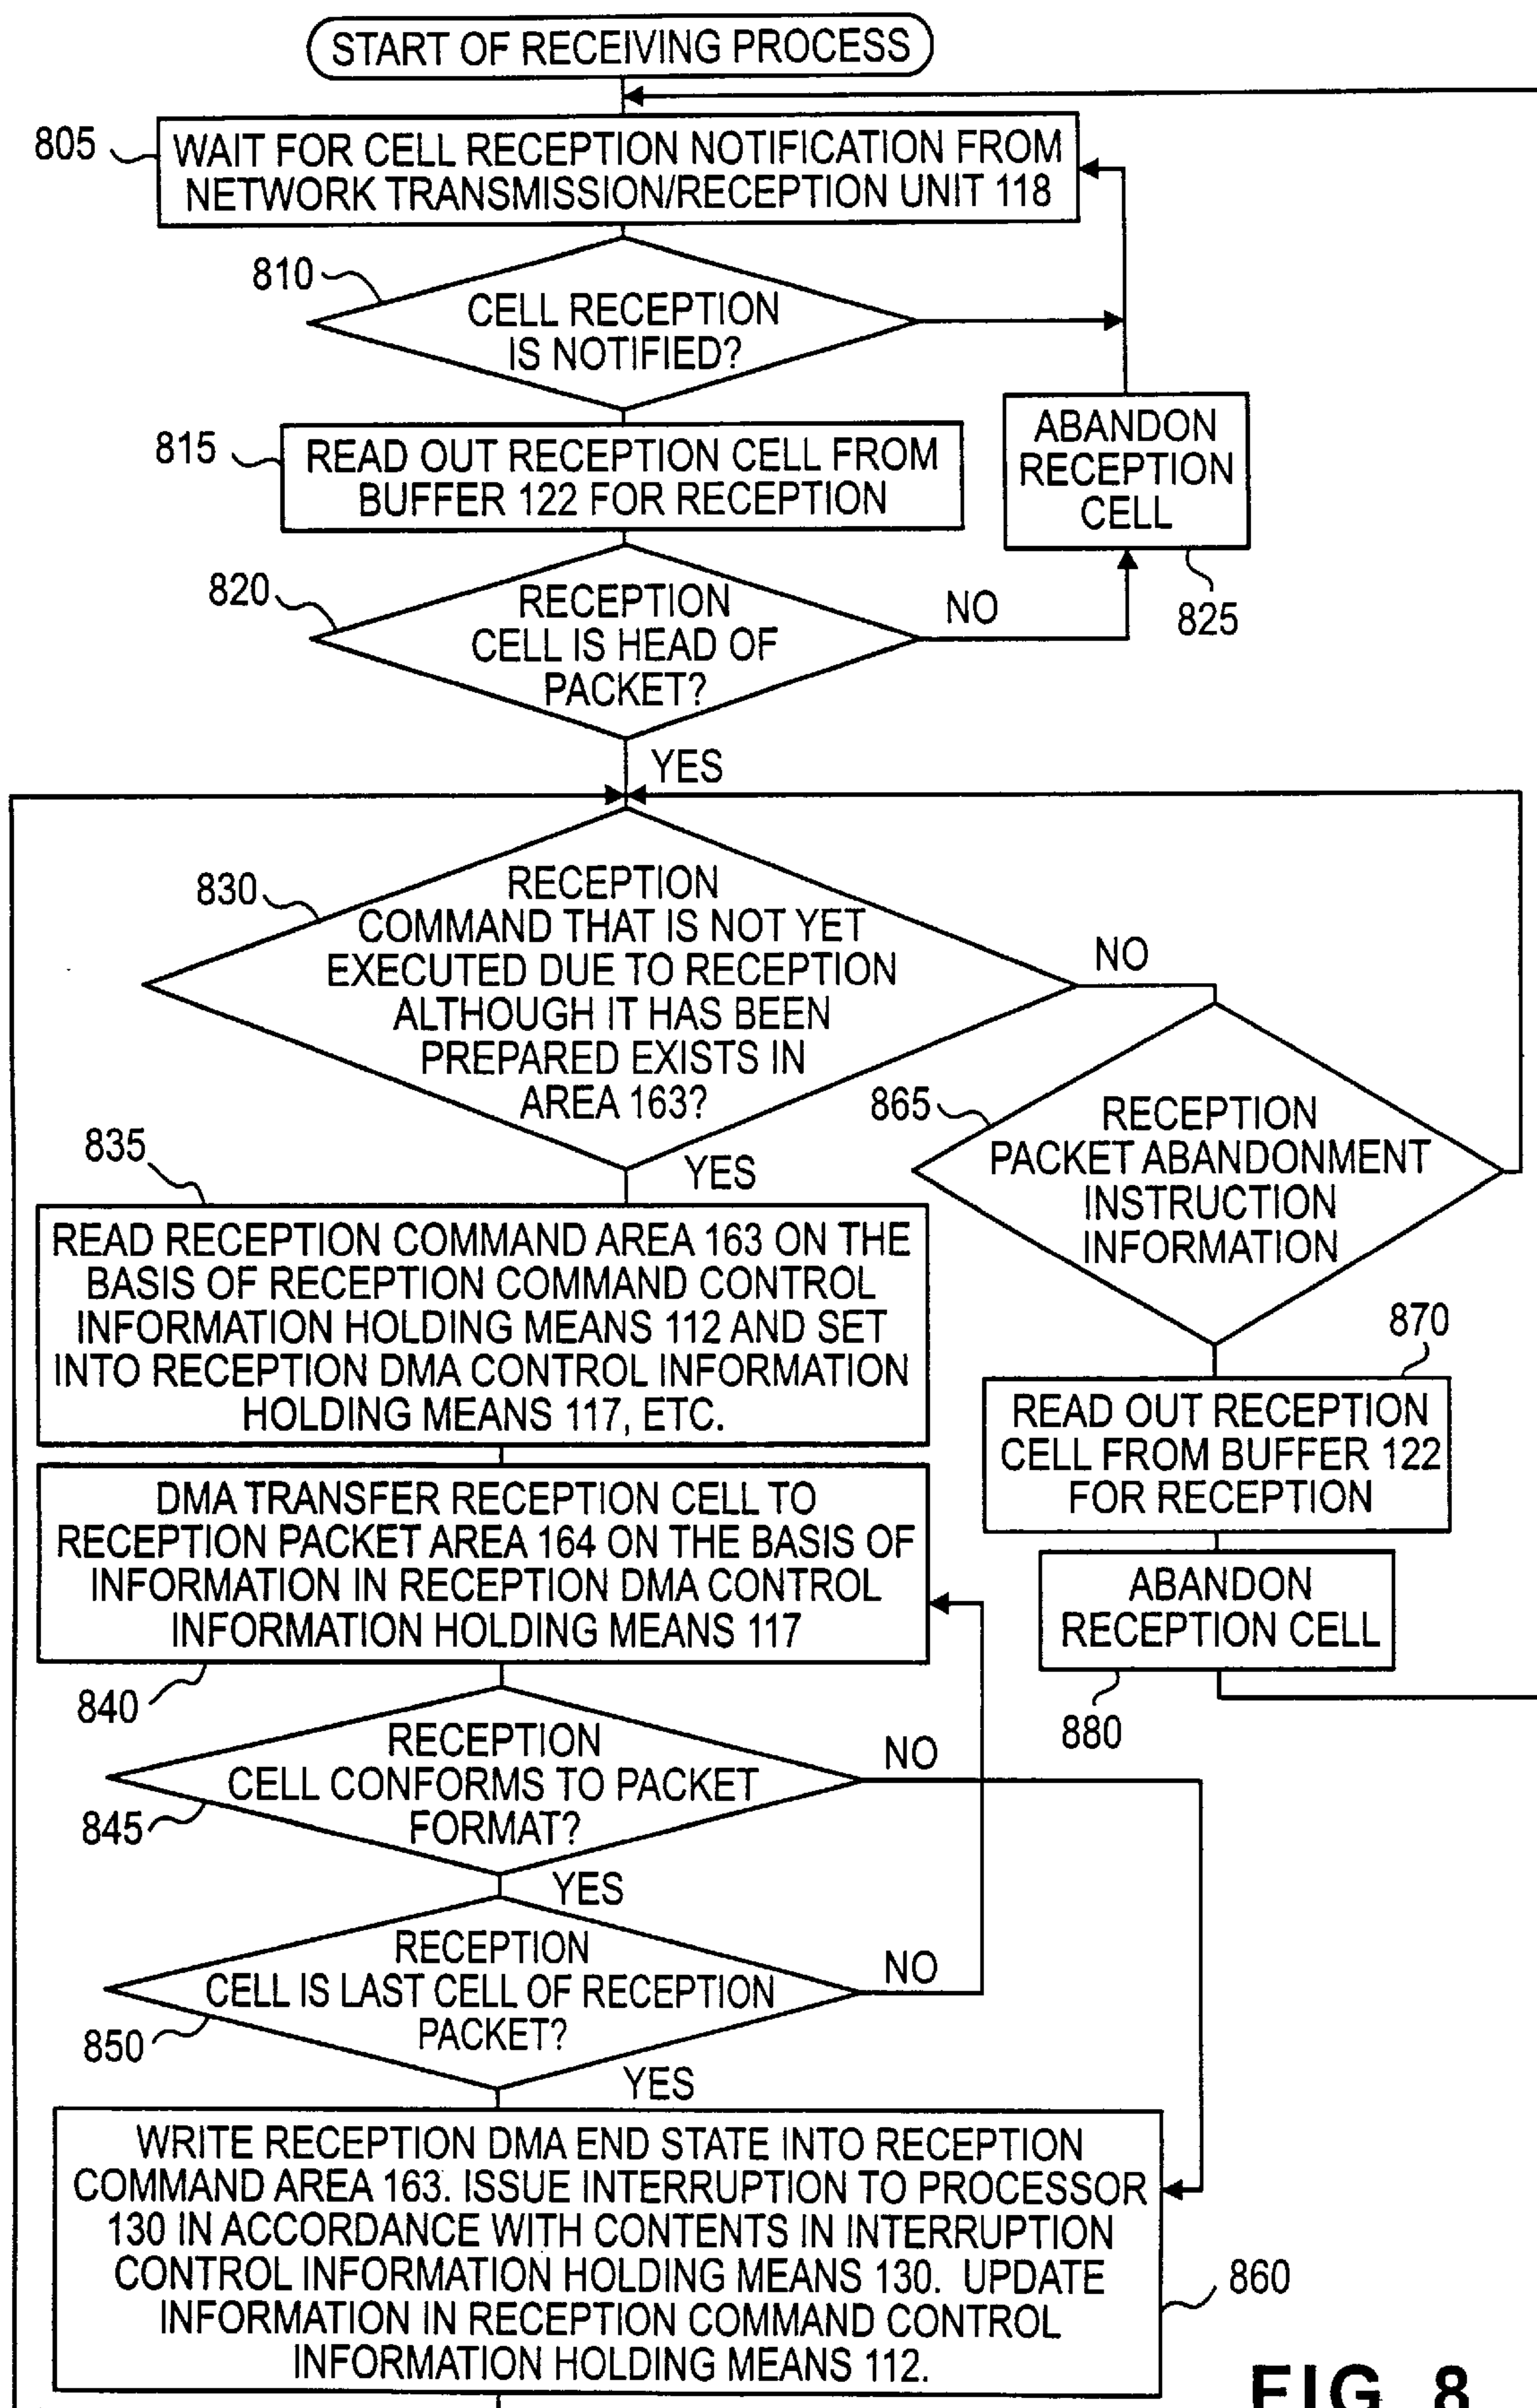 START OF RECEIVING PROCESS
805
WAIT FOR CELL RECEPTION NOTIFICATION FROM
NETWORK TRANSMISSION/RECEPTION UNIT 118
810
CELL RECEPTION
IS NOTIFIED?
815
READ OUT RECEPTION CELL FROM
BUFFER 122 FOR RECEPTION
ABANDON
RECEPTION
CELL
825
820
RECEPTION
CELL IS HEAD OF
PACKET?
NO
YES
830
RECEPTION
COMMAND THAT IS NOT YET
EXECUTED DUE TO RECEPTION
ALTHOUGH IT HAS BEEN
PREPARED EXISTS IN
AREA 163?
NO
YES
865
RECEPTION
PACKET ABANDONMENT
INSTRUCTION
INFORMATION
835
READ RECEPTION COMMAND AREA 163 ON THE
BASIS OF RECEPTION COMMAND CONTROL
INFORMATION HOLDING MEANS 112 AND SET
INTO RECEPTION DMA CONTROL INFORMATION
HOLDING MEANS 117, ETC.
870
READ OUT RECEPTION
CELL FROM BUFFER 122
FOR RECEPTION
DMA TRANSFER RECEPTION CELL TO
RECEPTION PACKET AREA 164 ON THE BASIS OF
INFORMATION IN RECEPTION DMA CONTROL
INFORMATION HOLDING MEANS 117
840
ABANDON
RECEPTION CELL
880
RECEPTION
CELL CONFORMS TO PACKET
FORMAT?
845
NO
YES
RECEPTION
CELL IS LAST CELL OF RECEPTION
PACKET?
850
NO
YES
WRITE RECEPTION DMA END STATE INTO RECEPTION
COMMAND AREA 163. ISSUE INTERRUPTION TO PROCESSOR
130 IN ACCORDANCE WITH CONTENTS IN INTERRUPTION
CONTROL INFORMATION HOLDING MEANS 130. UPDATE
INFORMATION IN RECEPTION COMMAND CONTROL
INFORMATION HOLDING MEANS 112.
860
FIG. 8